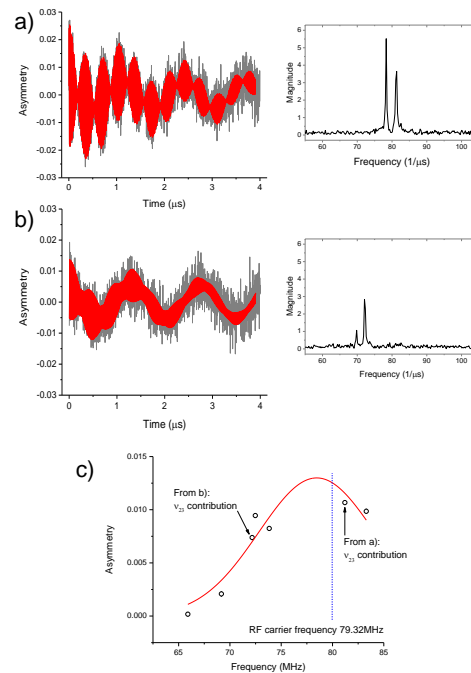 a)
0.03
0.02
0.01
0.00
-0.01
-0.02
-0.03
Asymmetry
0 1 2 3 4
Time (μs)
6
5
4
3
2
1
0
Magnitude
60 70 80 90 100
Frequency (1/μs)
b)
0.03
0.02
0.01
0.00
-0.01
-0.03
Asymmetry
0 1 2 3 4
Time (μs)
6
5
4
3
2
1
0
Magnitude
60 70 80 90 100
Frequency (1/μs)
c)
0.015
0.010
0.005
0.000
Asymmetry
From b):
ν23 contribution
From a):
ν23 contribution
RF carrier frequency 79.32MHz
65 70 75 80 85
Frequency (MHz)